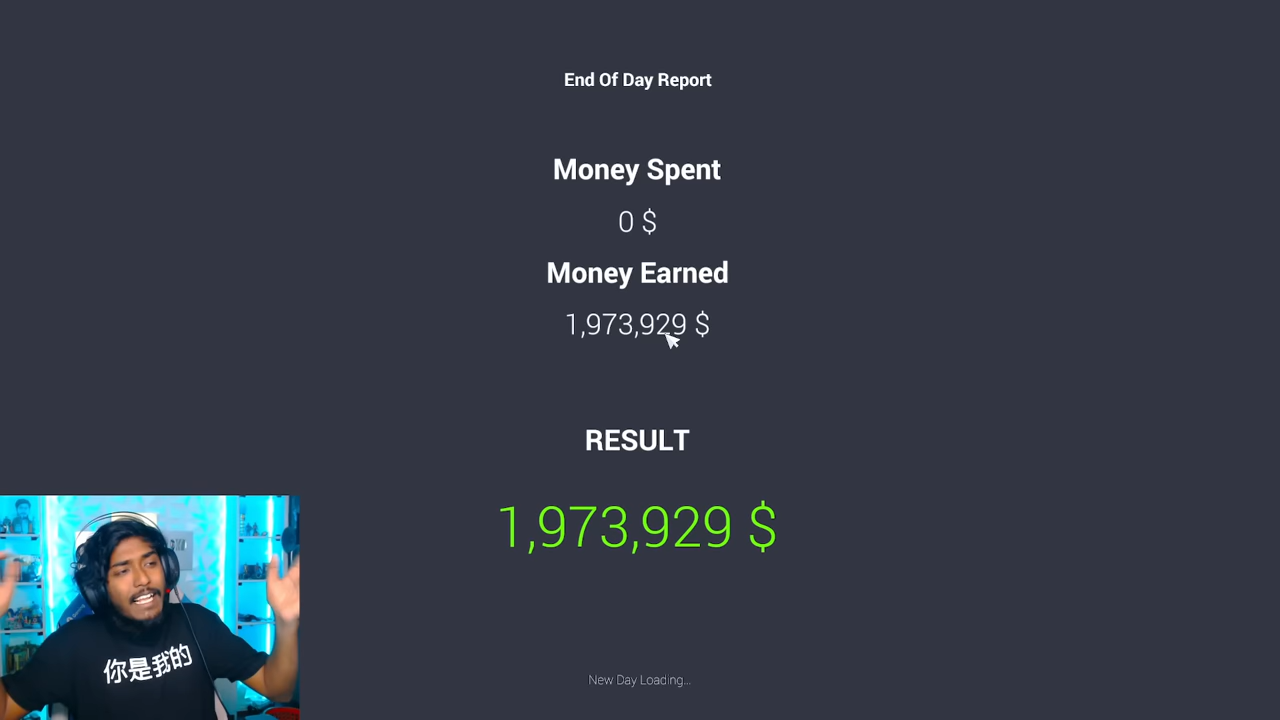 End Of Day Report
Money Spent
0 $
Money Earned
1,973,929 $
RESULT
1,973,929 $
你是我的
New Day Loading...